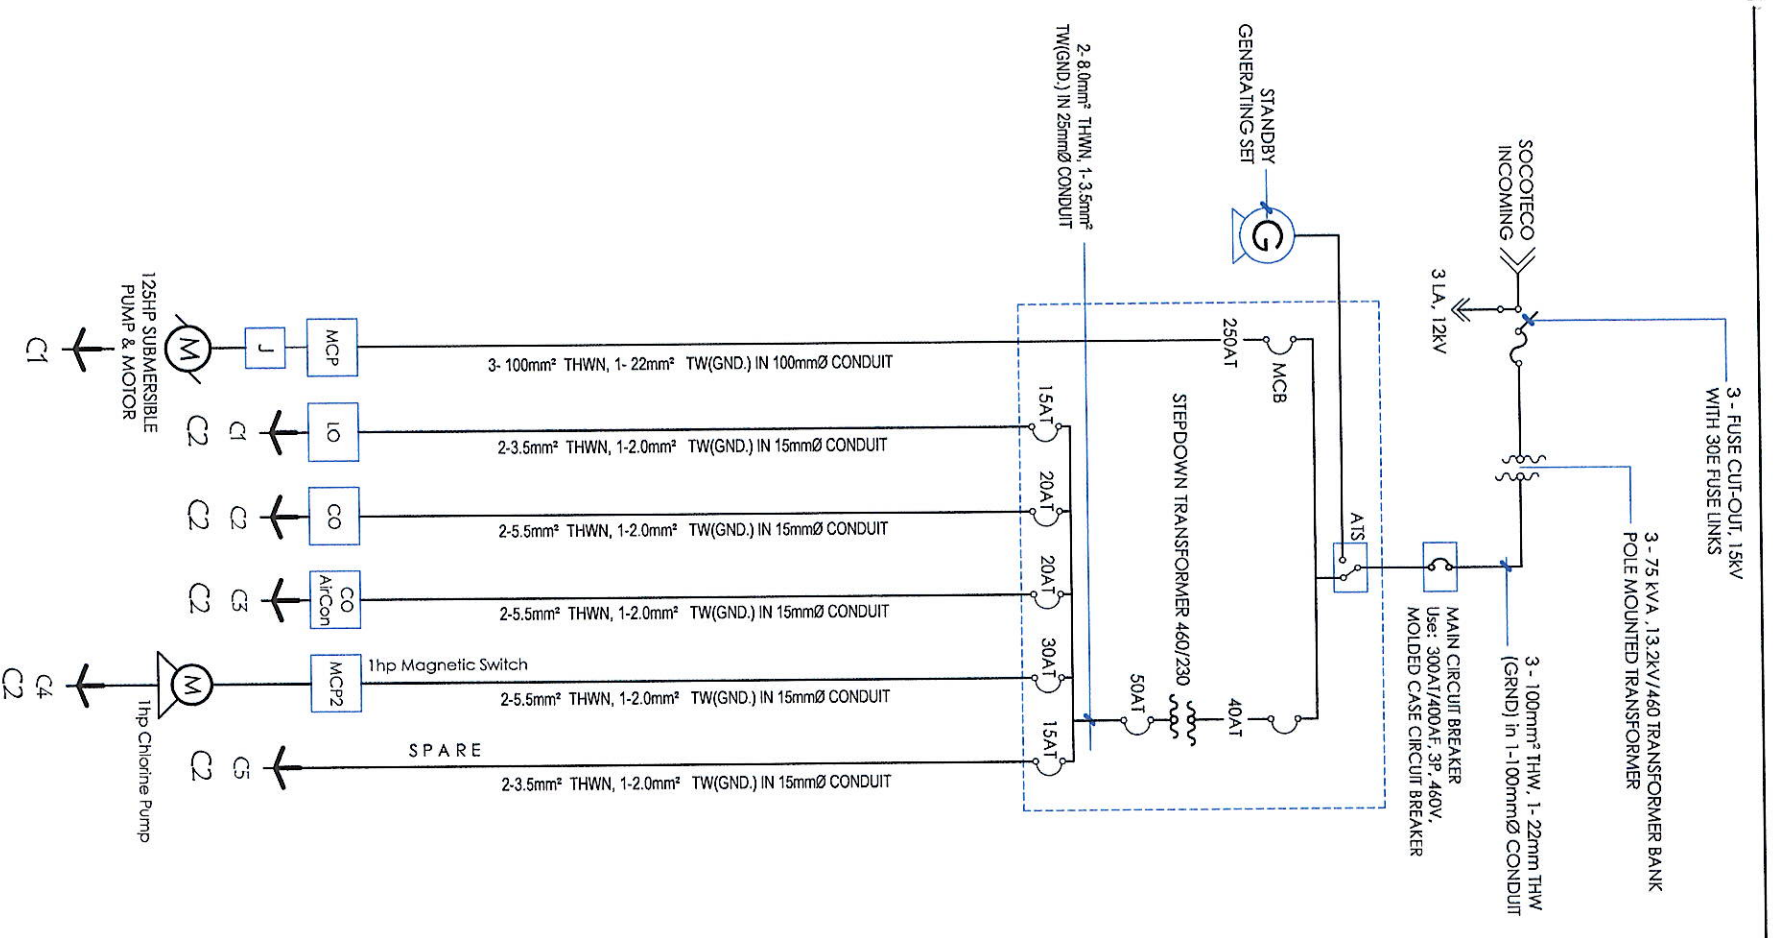 3 - FUSE CUT-OUT, 15kV
WITH 30E FUSE LINKS
3 - 75 kVA ,13.2kV/460 TRANSFORMER BANK
POLE MOUNTED TRANSFORMER
SOCOTECO
INCOMING
3 LA, 12kV
3 - 100mm² THW, 1- 22mm THW
(GRND) in 1-100mmØ CONDUIT
MAIN CIRCUIT BREAKER
Use: 300AT/400AF, 3P, 460V,
MOLDED CASE CIRCUIT BREAKER
ATS
STANDBY
GENERATING SET
G
MCB
250AT
40AT
STEPDOWN TRANSFORMER 460/230
50AT
2- 8.0mm² THWN, 1-3.5mm²
TW(GND.) IN 25mmØ CONDUIT
15AT
20AT
20AT
30AT
15AT
3- 100mm² THWN, 1- 22mm² TW(GND.) IN 100mmØ CONDUIT
2-3.5mm² THWN, 1-2.0mm² TW(GND.) IN 15mmØ CONDUIT
2-5.5mm² THWN, 1-2.0mm² TW(GND.) IN 15mmØ CONDUIT
2-5.5mm² THWN, 1-2.0mm² TW(GND.) IN 15mmØ CONDUIT
1hp Magnetic Switch
2-5.5mm² THWN, 1-2.0mm² TW(GND.) IN 15mmØ CONDUIT
SPARE
2-3.5mm² THWN, 1-2.0mm² TW(GND.) IN 15mmØ CONDUIT
MCP
LO
CO
CO
AirCon
MCP2
J
M
M
125HP SUBMERSIBLE
PUMP & MOTOR
1hp Chlorine Pump
C1
C2
C3
C5
C2
C2
C2
C2
C1
C4
C2